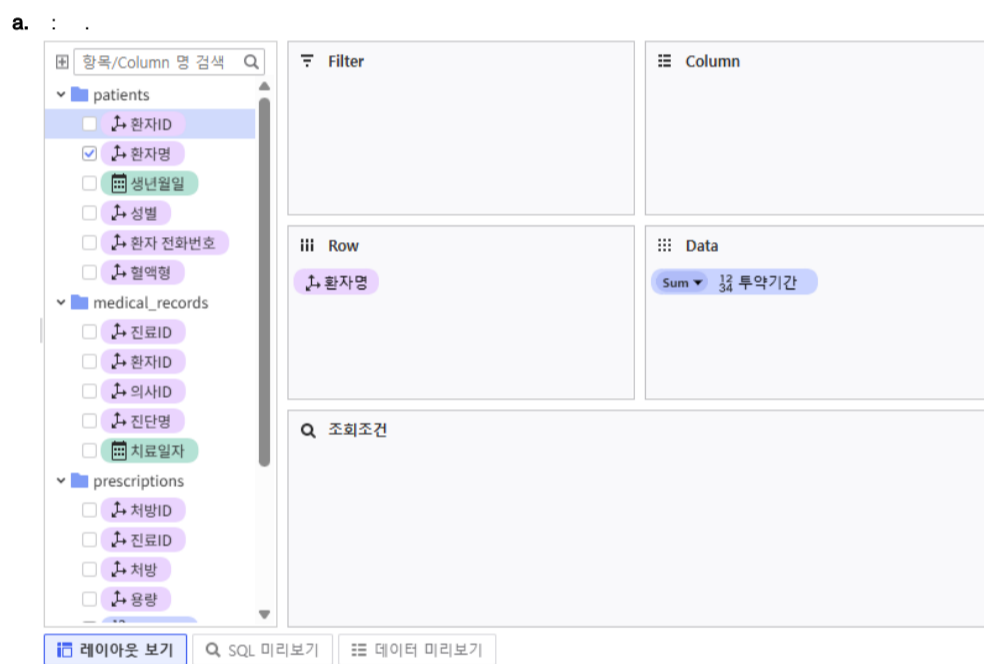 a. : .
항목/Column 명 검색
patients
환자ID
환자명
생년월일
성별
환자 전화번호
혈액형
medical_records
진료ID
환자ID
의사ID
진단명
치료일자
prescriptions
처방ID
진료ID
처방
용량
Filter
Column
Row
환자명
Data
Sum 12 34 투약기간
조회조건
레이아웃 보기 SQL 미리보기 데이터 미리보기